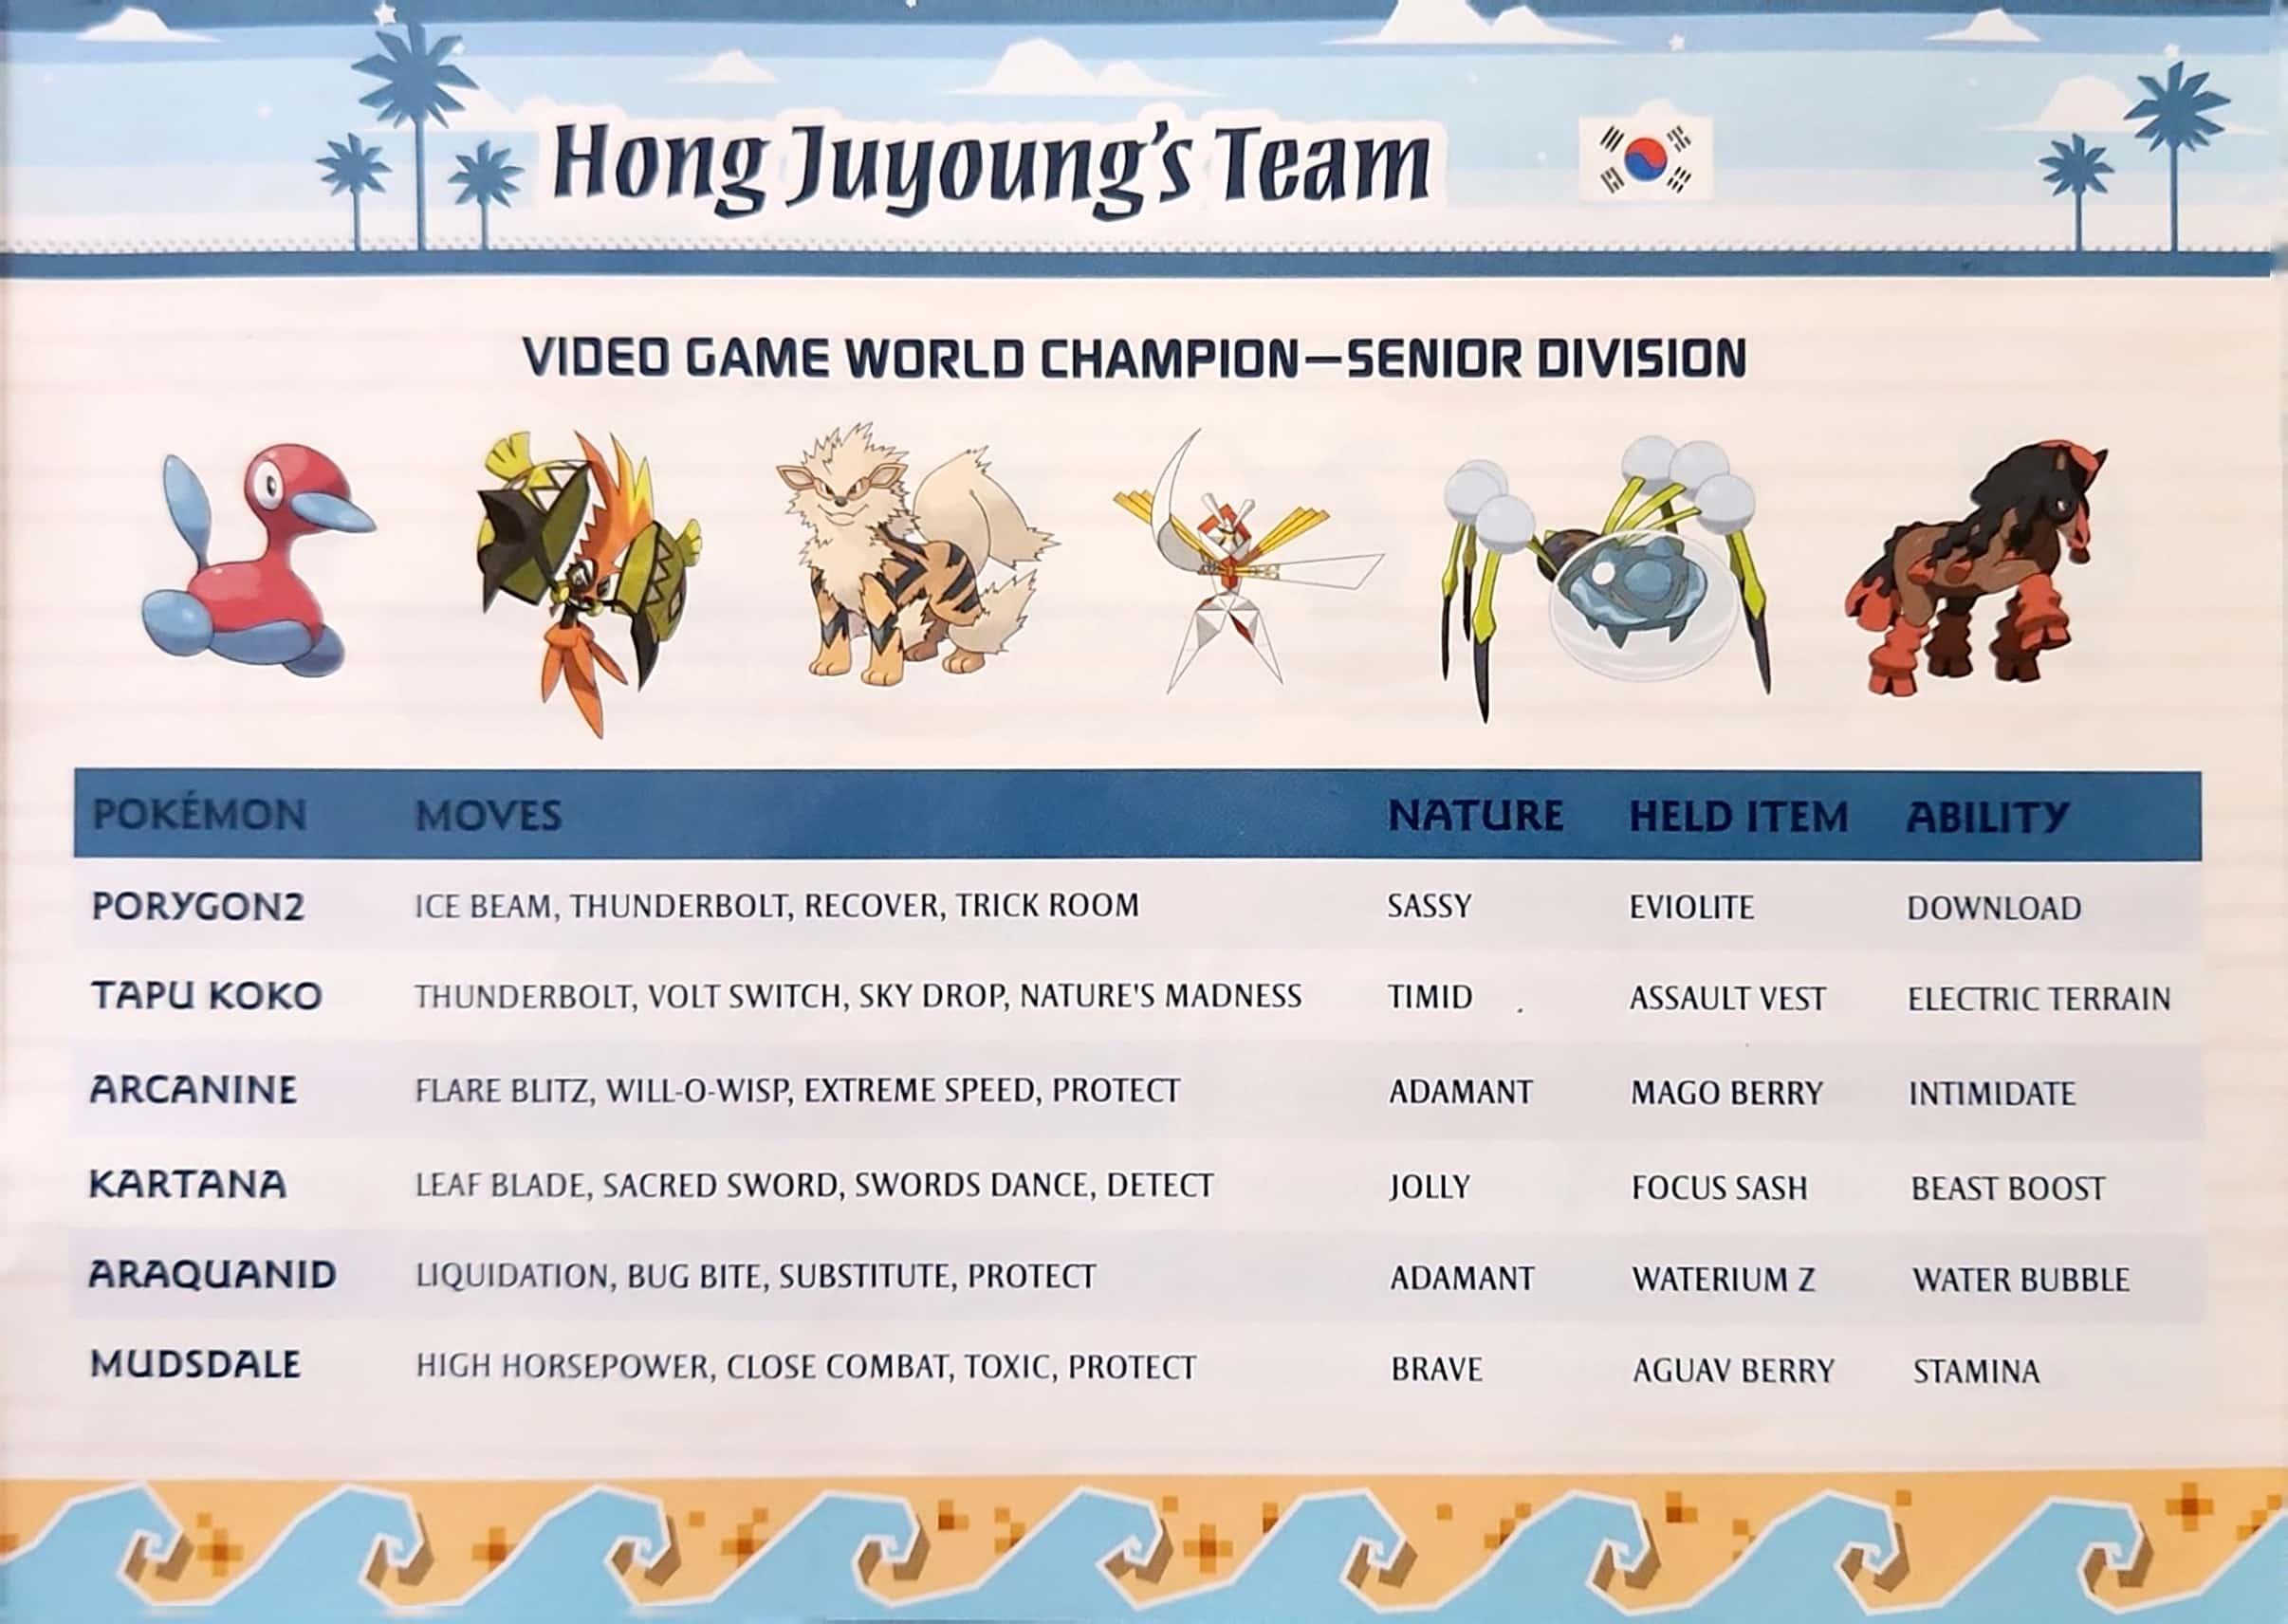 Hong Juyoung's Team
VIDEO GAME WORLD CHAMPION—SENIOR DIVISION
POKÉMON MOVES NATURE HELD ITEM ABILITY
PORYGON2 ICE BEAM, THUNDERBOLT, RECOVER, TRICK ROOM SASSY EVIOLITE DOWNLOAD
TAPU KOKO THUNDERBOLT, VOLT SWITCH, SKY DROP, NATURE'S MADNESS TIMID ASSAULT VEST ELECTRIC TERRAIN
ARCANINE FLARE BLITZ, WILL-O-WISP, EXTREME SPEED, PROTECT ADAMANT MAGO BERRY INTIMIDATE
KARTANA LEAF BLADE, SACRED SWORD, SWORDS DANCE, DETECT JOLLY FOCUS SASH BEAST BOOST
ARAQUANID LIQUIDATION, BUG BITE, SUBSTITUTE, PROTECT ADAMANT WATERIUM Z WATER BUBBLE
MUDSDALE HIGH HORSEPOWER, CLOSE COMBAT, TOXIC, PROTECT BRAVE AGUAV BERRY STAMINA